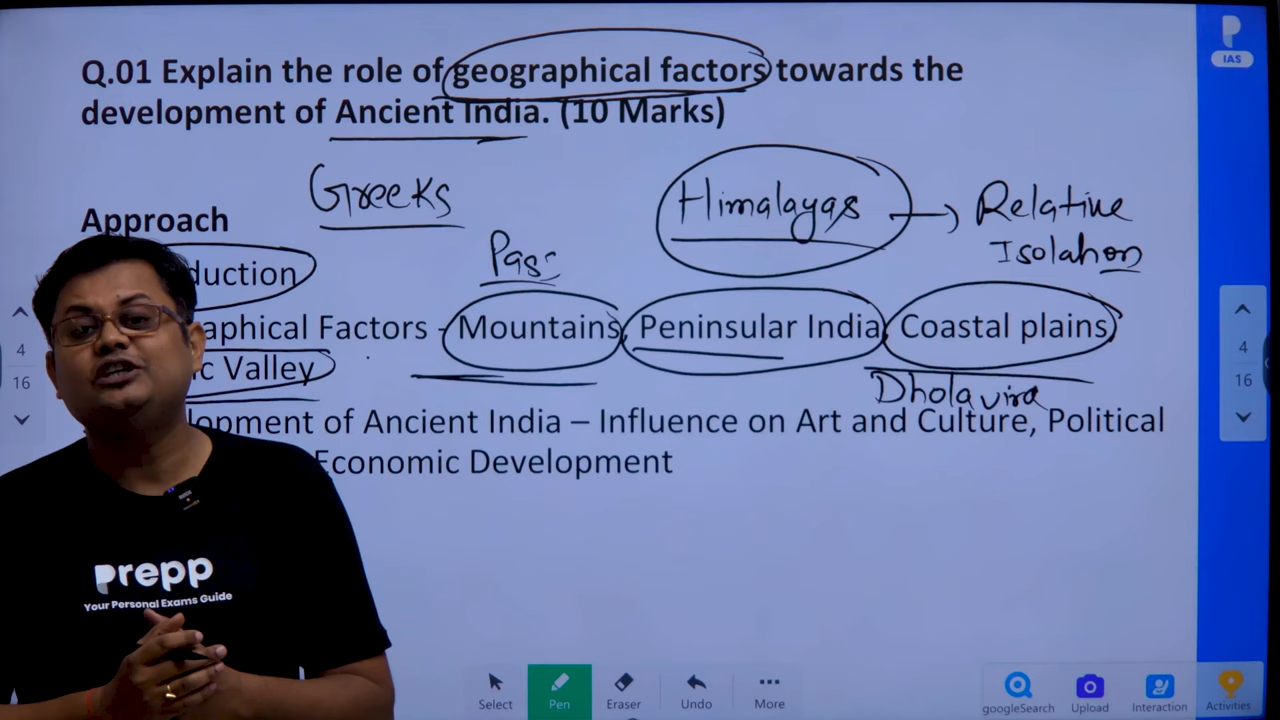 IAS
Q.01 Explain the role of geographical factors towards the
development of Ancient India. (10 Marks)
Greeks
Himalayas → Relative
Isolation
Approach
Pass
duction
aphical Factors - Mountains, Peninsular India, Coastal plains,
c Valley
Dholavira
lopment of Ancient India – Influence on Art and Culture, Political
Economic Development
4
16
4
16
Prepp
Your Personal Exams Guide
Select
Pen
Eraser
Undo
More
googleSearch
Upload
Interaction
Activities